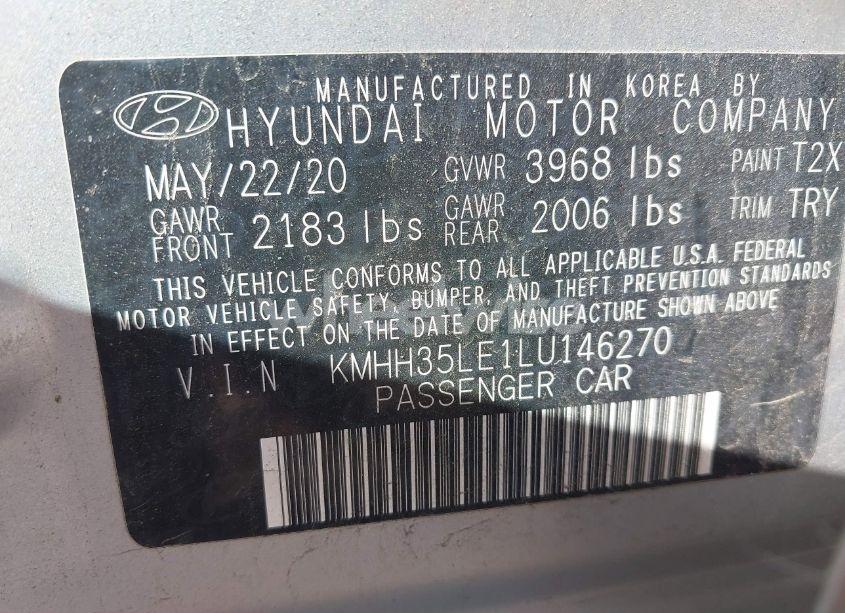 MANUFACTURED IN KOREA BY
HYUNDAI MOTOR COMPANY
MAY/22/20 GVWR 3968 lbs PAINT T2X
GAWR FRONT 2183 lbs GAWR REAR 2006 lbs TRIM TRY
THIS VEHICLE CONFORMS TO ALL APPLICABLE U.S.A. FEDERAL
MOTOR VEHICLE SAFETY, BUMPER, AND THEFT PREVENTION STANDARDS
IN EFFECT ON THE DATE OF MANUFACTURE SHOWN ABOVE
V.I.N KMHH35LE1LU146270
PASSENGER CAR